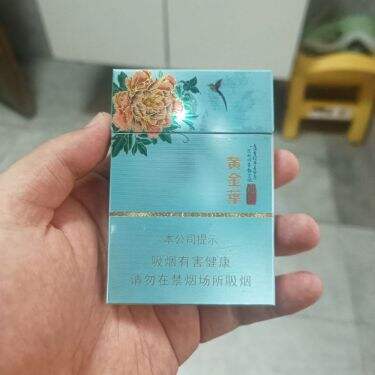 黄金叶
本公司提示
吸烟有害健康
请勿在禁烟场所吸烟